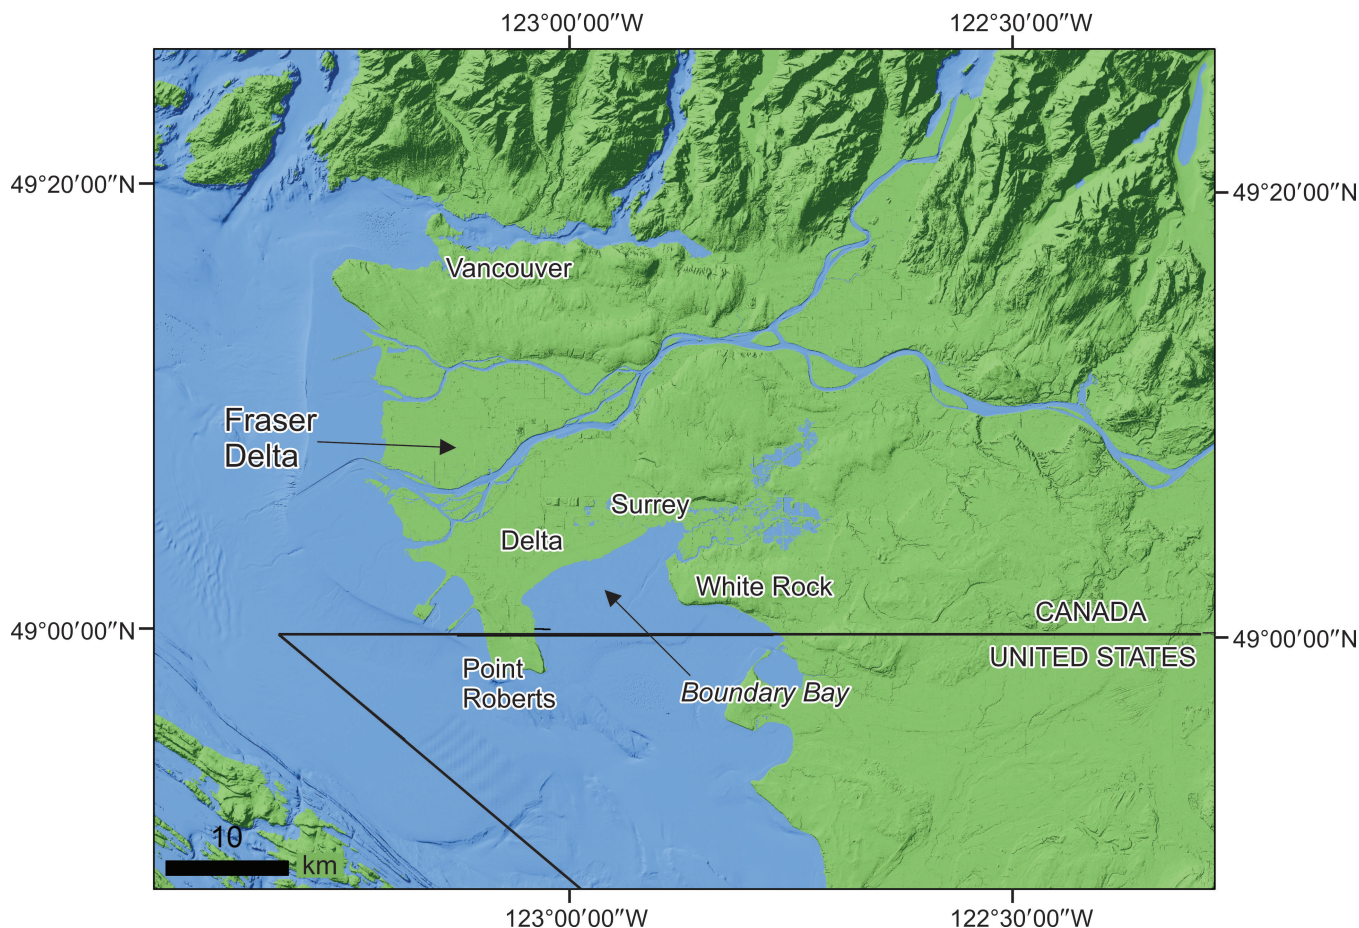 123°00′00″W
122°30′00″W
49°20′00″N
49°20′00″N
Vancouver
Fraser
Delta
Surrey
Delta
White Rock
CANADA
49°00′00″N
49°00′00″N
UNITED STATES
Point
Roberts
Boundary Bay
10
km
123°00′00″W
122°30′00″W